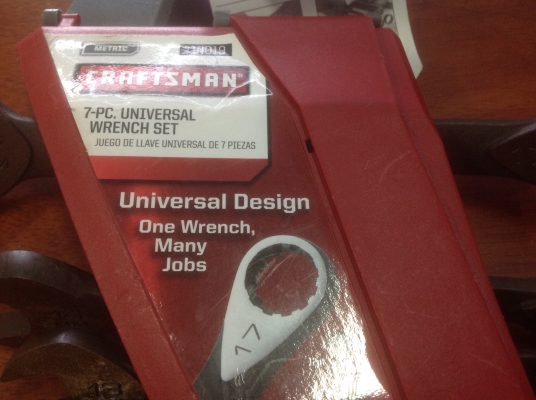 METRIC
CRAFTSMAN
7-PC. UNIVERSAL
WRENCH SET
JUEGO DE LLAVE UNIVERSAL DE 7 PIEZAS
Universal Design
One Wrench,
Many
Jobs
17